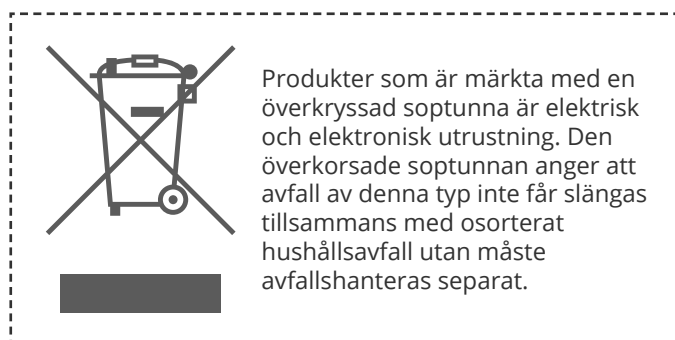 Produkter som är märkta med en
överkryssad soptunna är elektrisk
och elektronisk utrustning. Den
överkorsade soptunnan anger att
avfall av denna typ inte får slängas
tillsammans med osorterat
hushållsavfall utan måste
avfallshanteras separat.